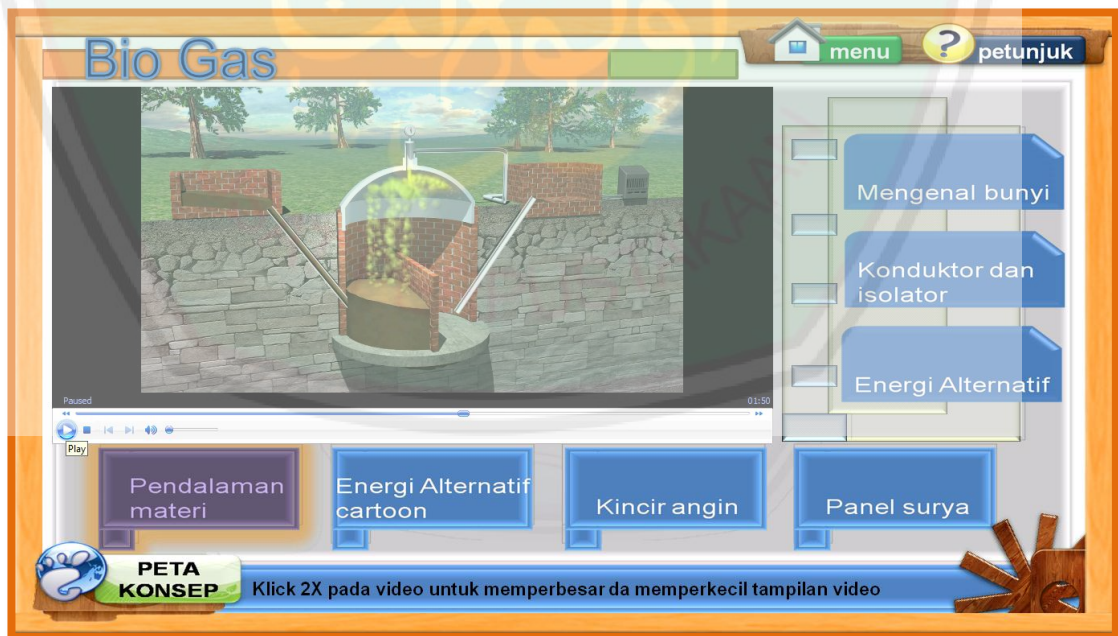 Bio Gas
menu
petunjuk
Mengenal bunyi
Konduktor dan
isolator
Energi Alternatif
Paused
01:50
Play
Pendalaman
materi
Energi Alternatif
cartoon
Kincir angin
Panel surya
PETA
KONSEP
Klick 2X pada video untuk memperbesar da memperkecil tampilan video